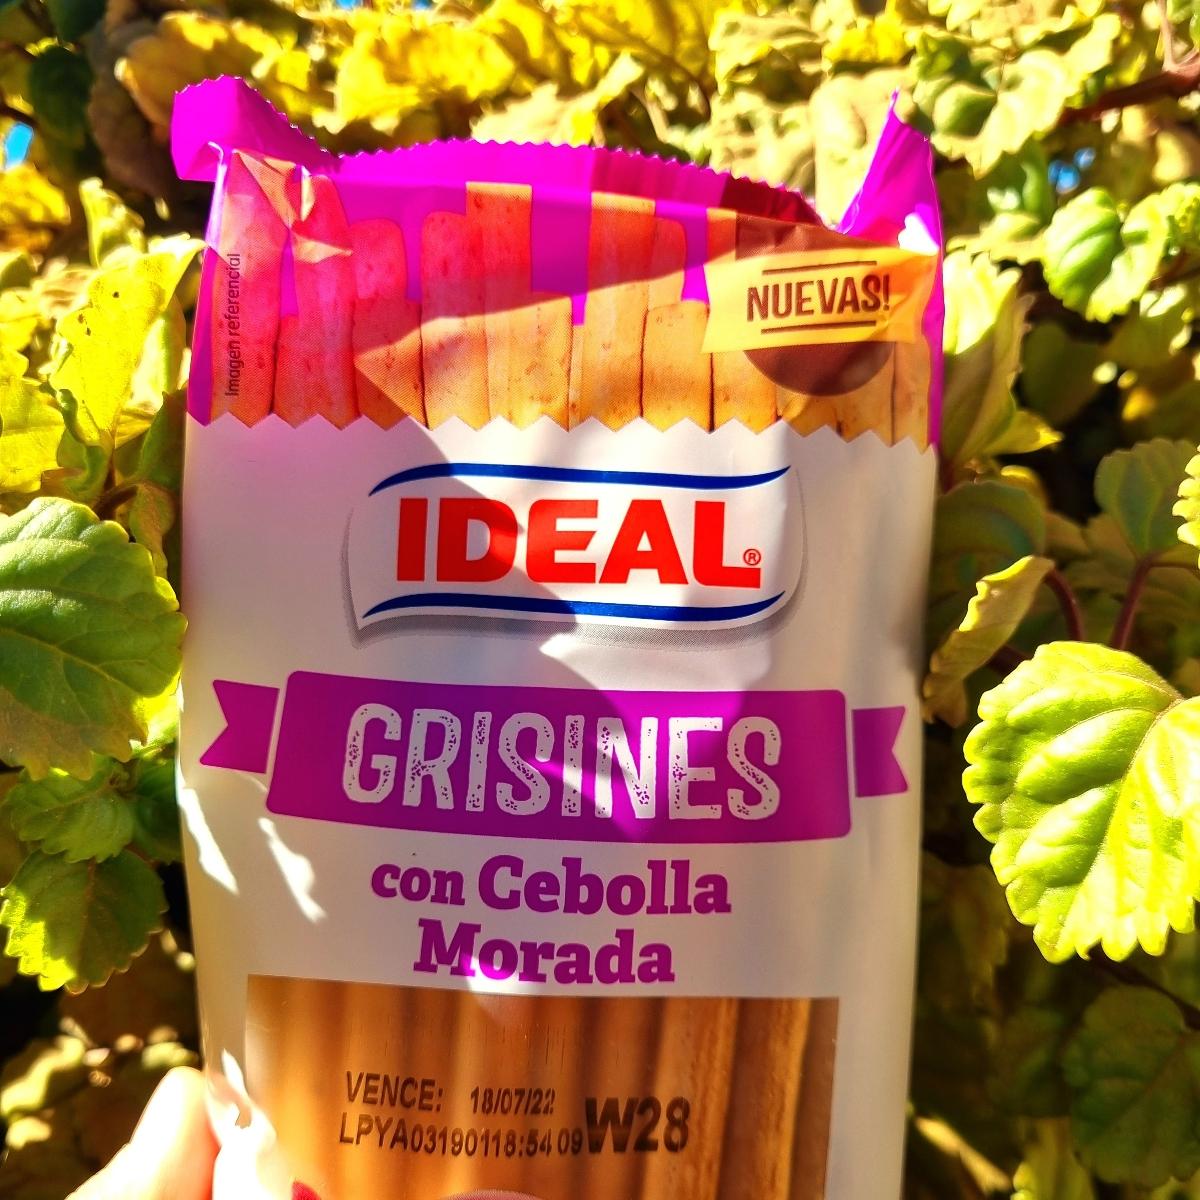 Imagen referencial
NUEVAS!
IDEAL®
GRISINES
con Cebolla
Morada
VENCE: 18/07/22
LPYA03190118:54 09 W28